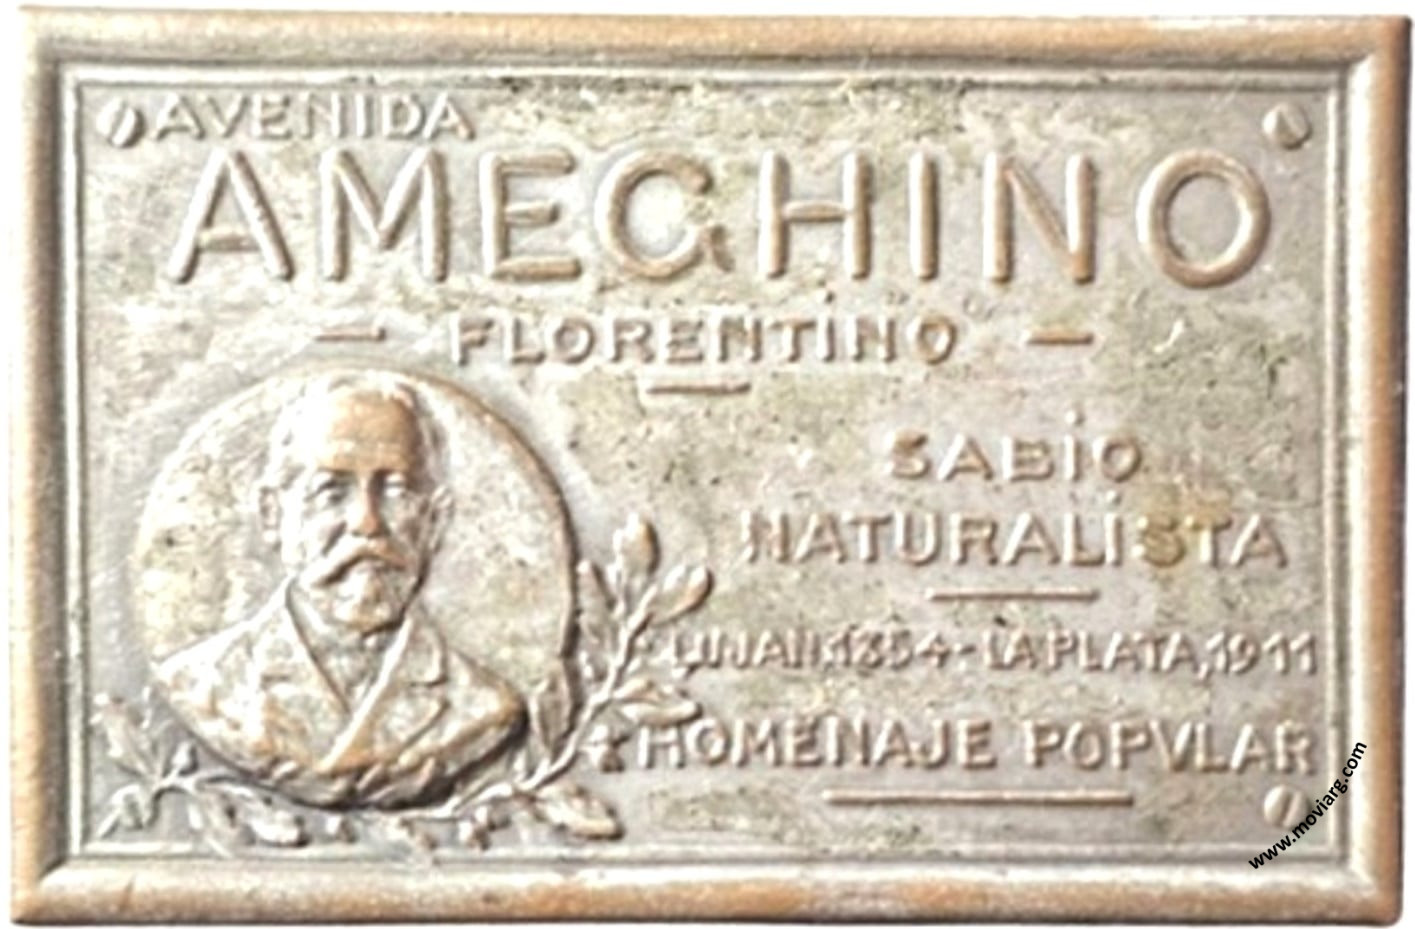 AVENIDA
AMEGHINO
— FLORENTINO —
SABIO
NATURALISTA
LUJAN, 1854 - LA PLATA, 1911
HOMENAJE POPVLAR
www.moviarg.com